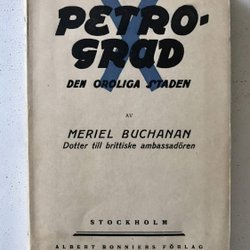 PETRO-
GRAD
DEN OROLIGA STADEN
AV
MERIEL BUCHANAN
Dotter till brittiske ambassadören
STOCKHOLM
ALBERT BONNIERS FÖRLAG